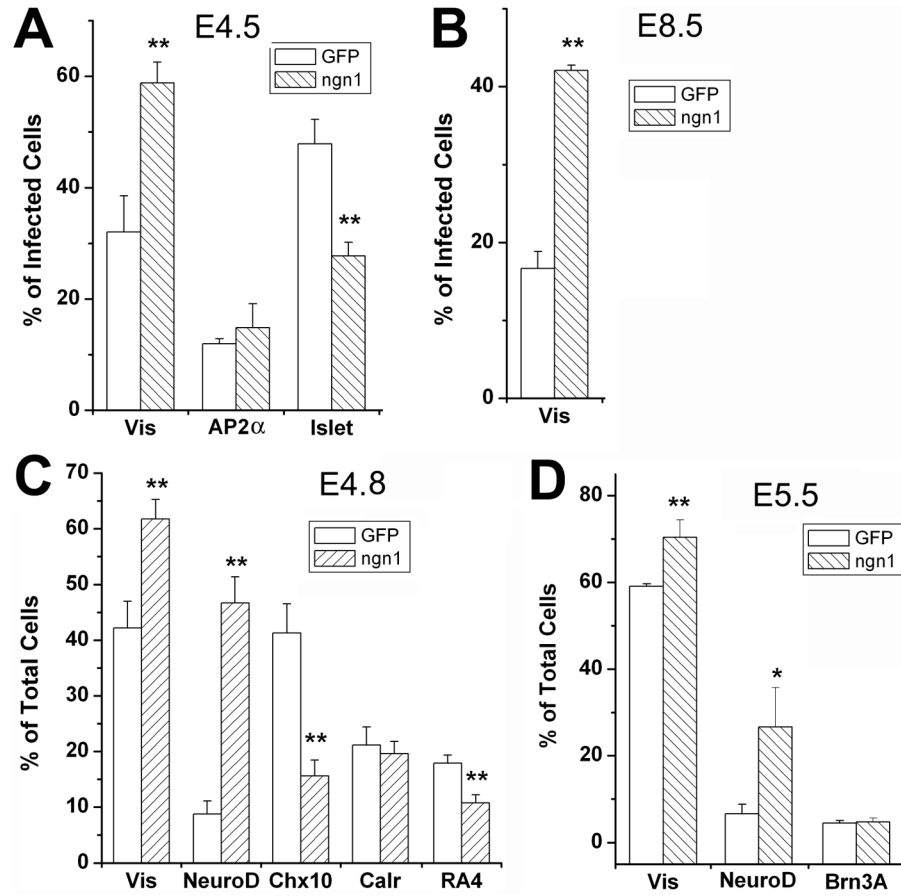 A
E4.5
GFP
ngn1
% of Infected Cells
60
40
20
0
**
**
Vis AP2α Islet
B
E8.5
GFP
ngn1
% of Infected Cells
40
20
0
**
Vis
C
E4.8
GFP
ngn1
% of Total Cells
70
60
50
40
30
20
10
0
**
**
**
**
Vis NeuroD Chx10 Calr RA4
D
E5.5
GFP
ngn1
% of Total Cells
80
60
40
20
0
**
*
Vis NeuroD Brn3A